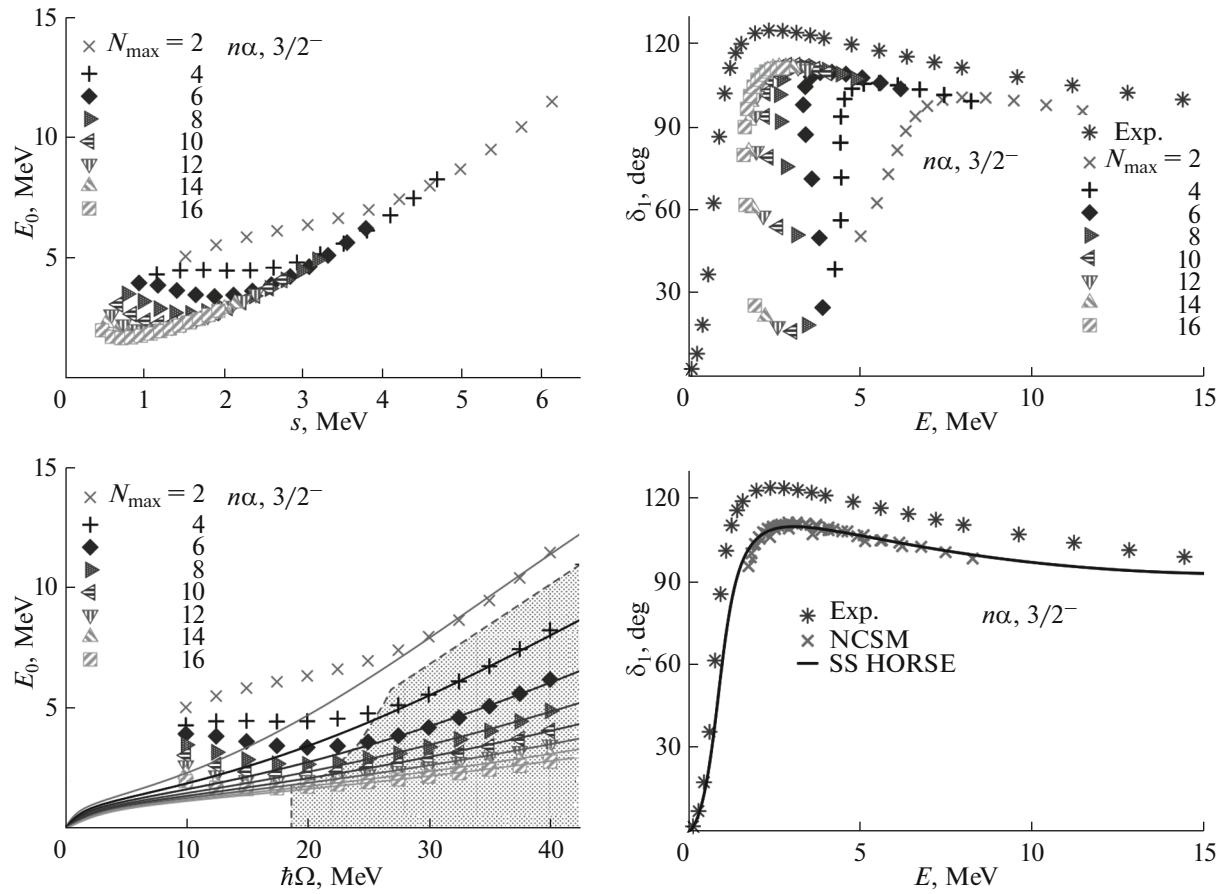 15
N_max = 2 nα, 3/2⁻
4
6
8
10
12
14
16
10
5
E₀, MeV
0 1 2 3 4 5 6
s, MeV
120
90
60
30
δ₁, deg
Exp.
N_max = 2
nα, 3/2⁻
4
6
8
10
12
14
16
0 5 10 15
E, MeV
15
N_max = 2 nα, 3/2⁻
4
6
8
10
12
14
16
10
5
E₀, MeV
0 10 20 30 40
ħΩ, MeV
120
90
60
30
δ₁, deg
Exp. nα, 3/2⁻
NCSM
SS HORSE
0 5 10 15
E, MeV